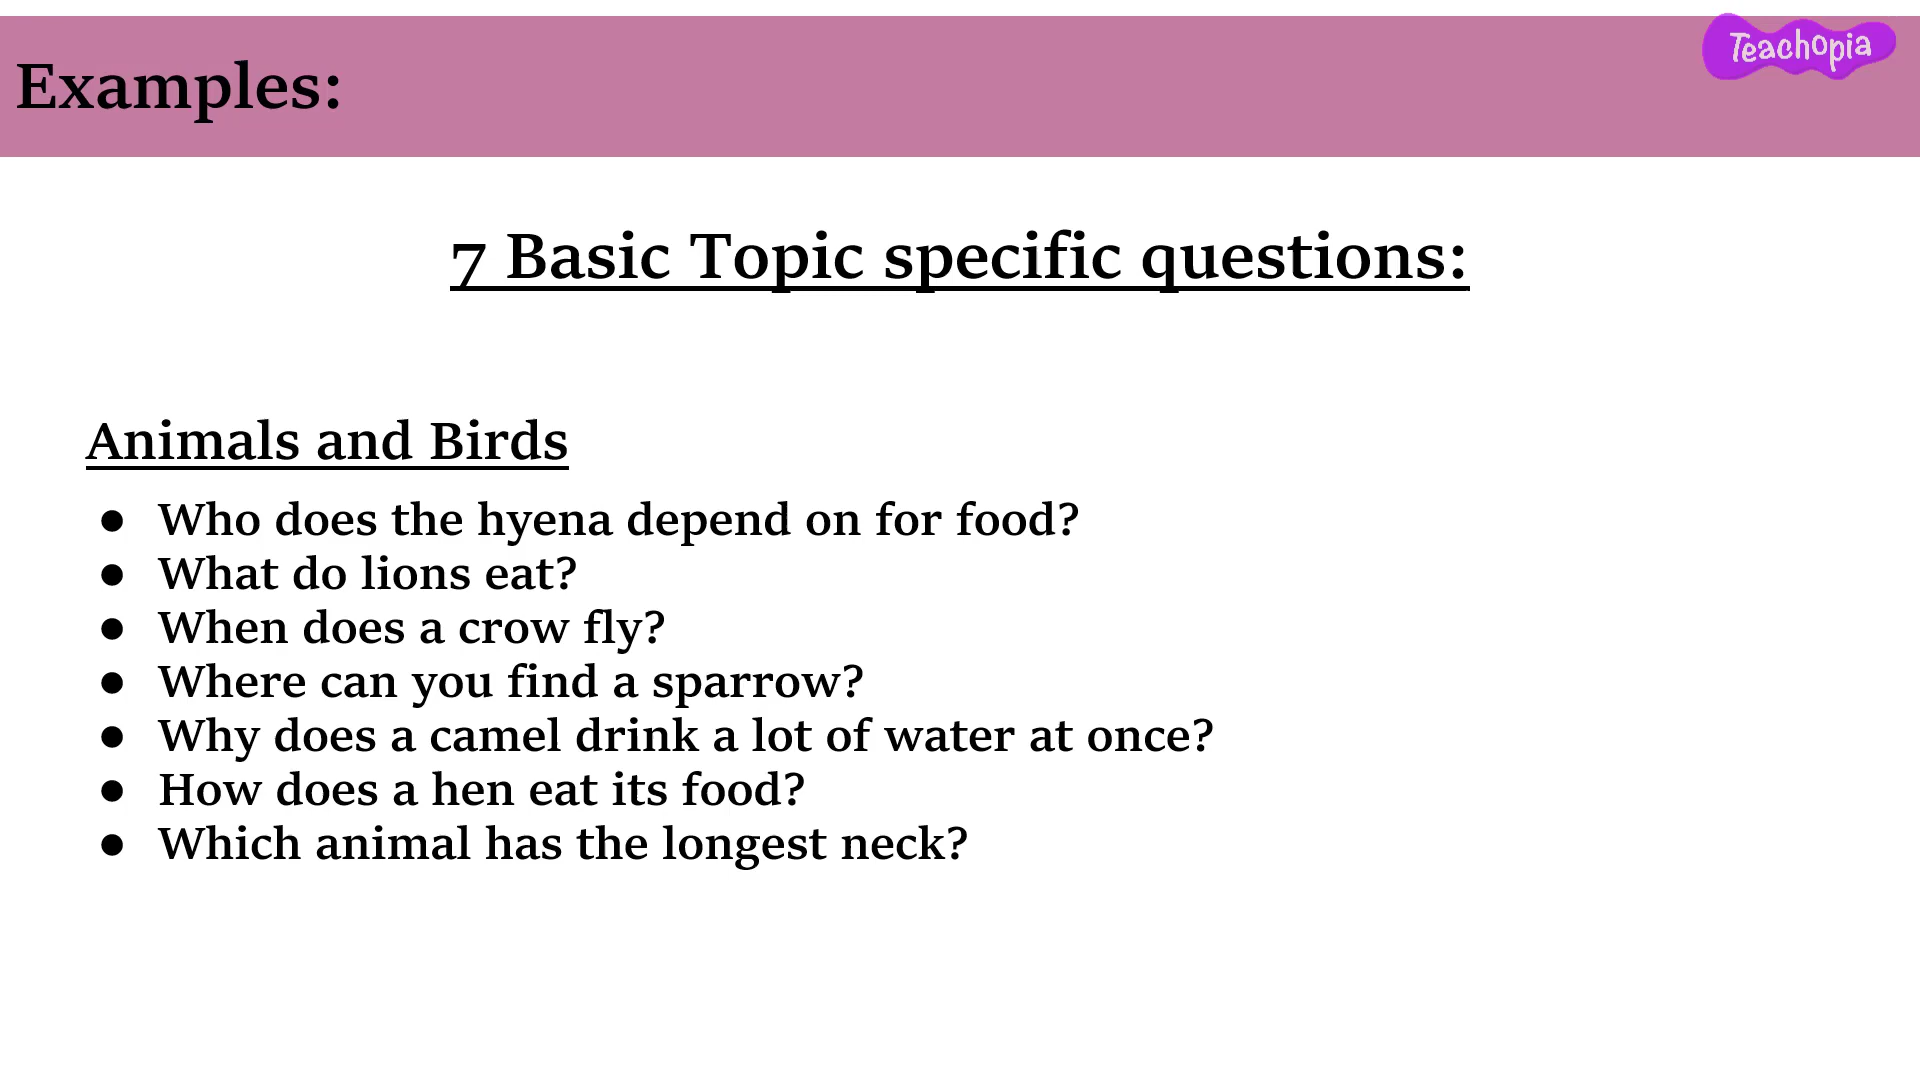 Teachopia
Examples:
7 Basic Topic specific questions:
Animals and Birds
● Who does the hyena depend on for food?
● What do lions eat?
● When does a crow fly?
● Where can you find a sparrow?
● Why does a camel drink a lot of water at once?
● How does a hen eat its food?
● Which animal has the longest neck?